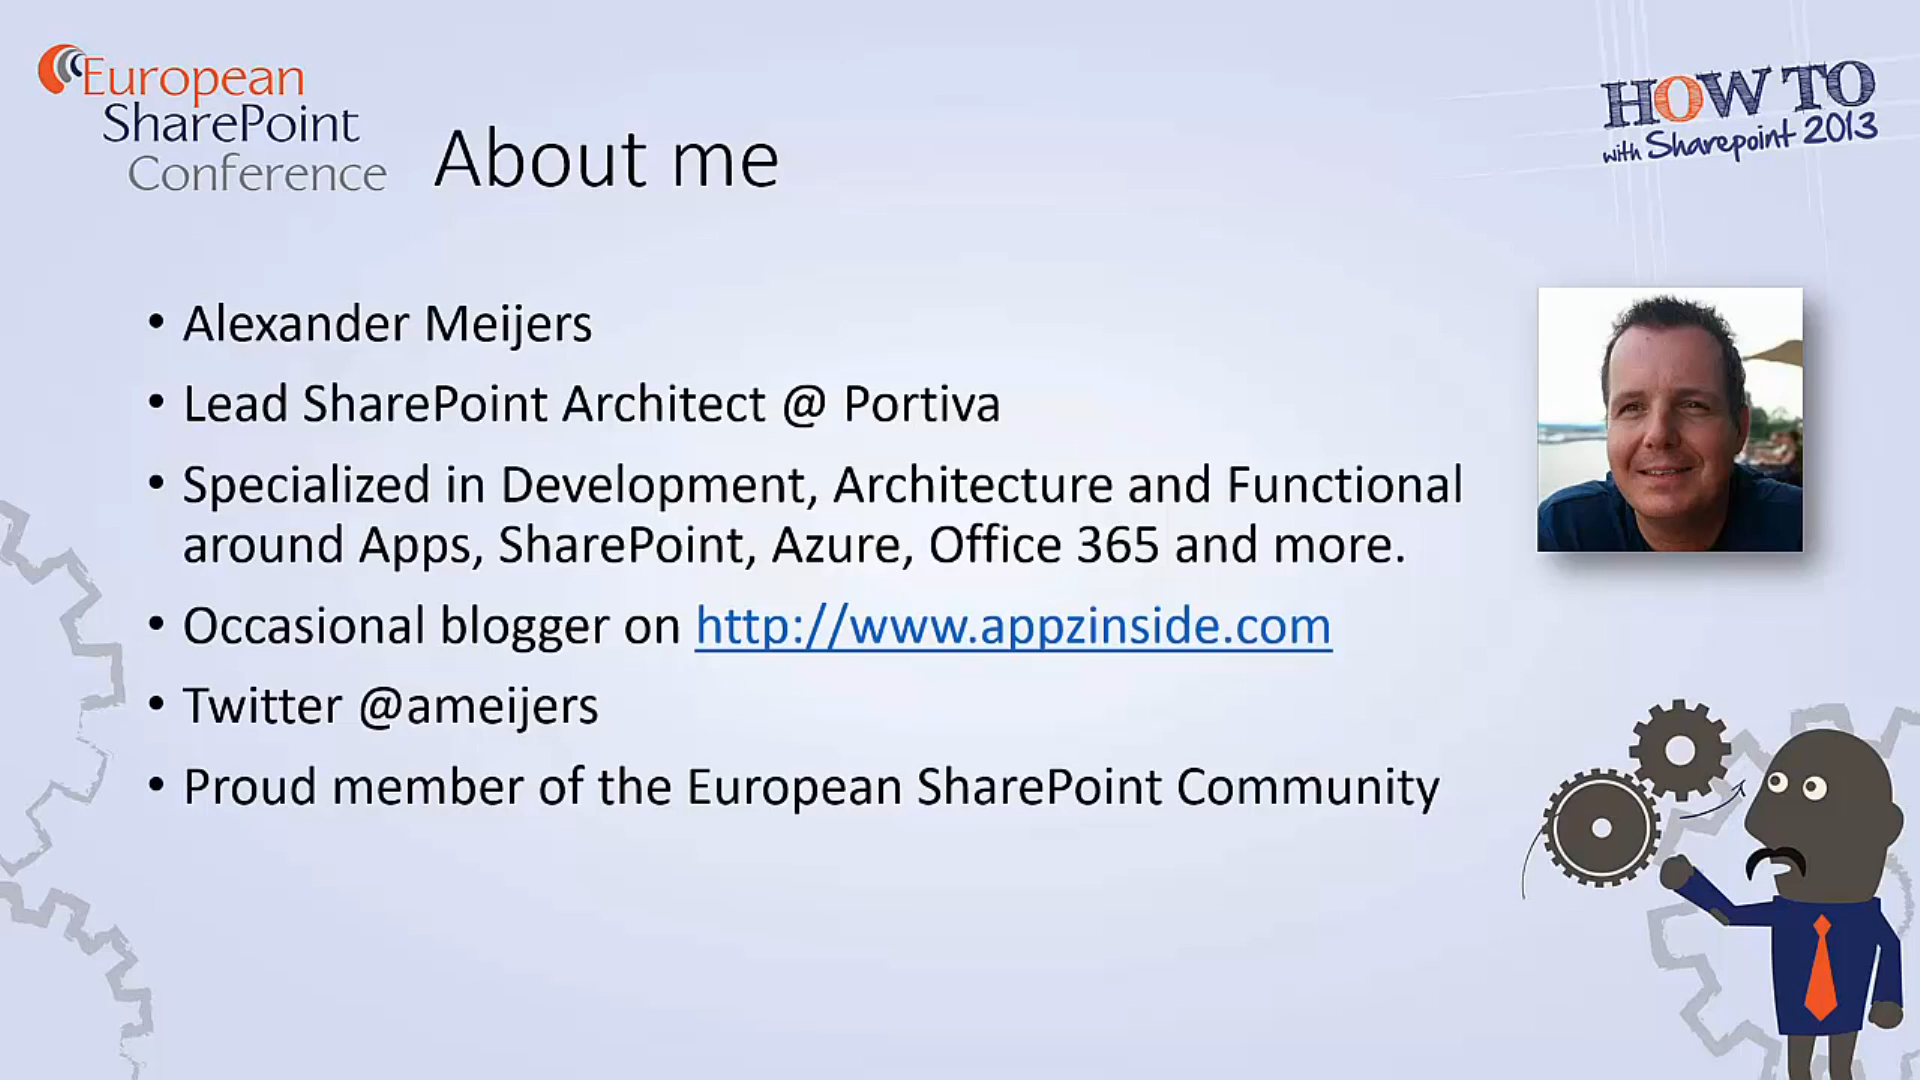 European
SharePoint
Conference
About me
HOW TO
with Sharepoint 2013
• Alexander Meijers
• Lead SharePoint Architect @ Portiva
• Specialized in Development, Architecture and Functional
around Apps, SharePoint, Azure, Office 365 and more.
• Occasional blogger on http://www.appzinside.com
• Twitter @ameijers
• Proud member of the European SharePoint Community